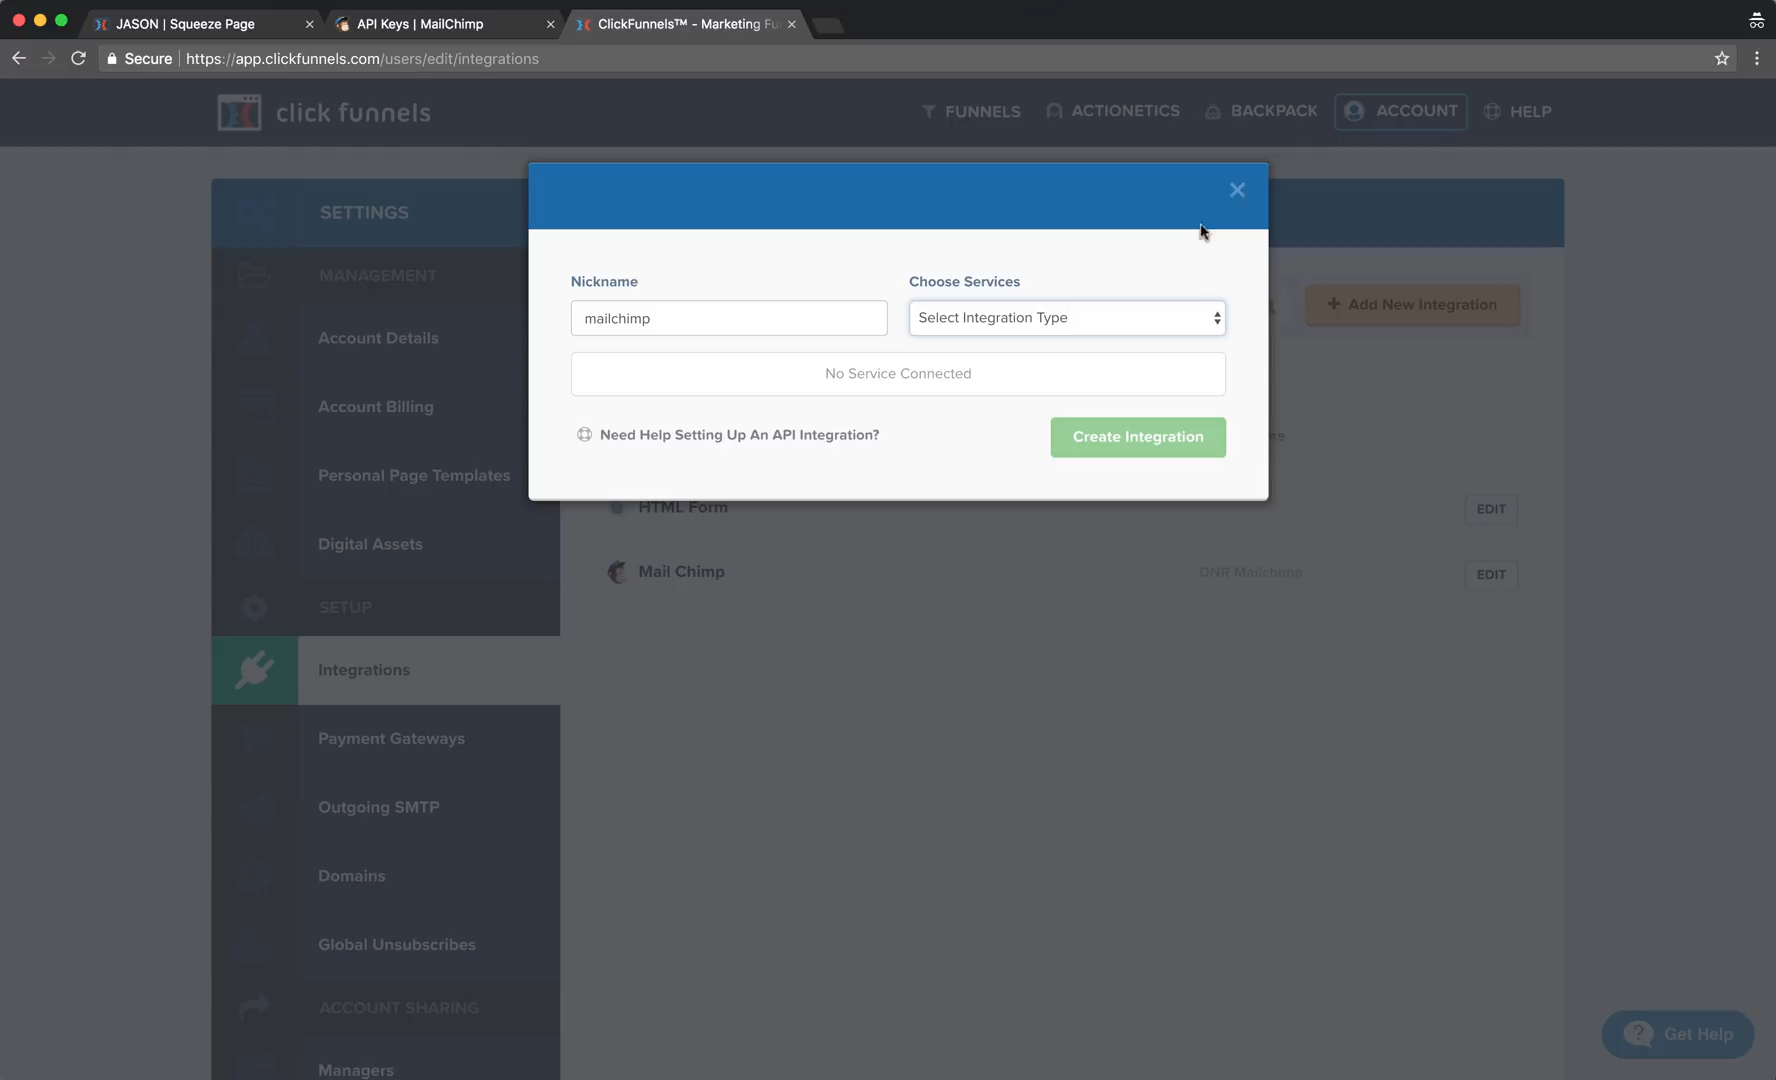 JASON | Squeeze Page
API Keys | MailChimp
ClickFunnels™ - Marketing Fu
Secure
https://app.clickfunnels.com/users/edit/integrations
click funnels
FUNNELS
ACTIONETICS
BACKPACK
ACCOUNT
HELP
SETTINGS
MANAGEMENT
Account Details
Account Billing
Personal Page Templates
Digital Assets
SETUP
Integrations
Payment Gateways
Outgoing SMTP
Domains
Global Unsubscribes
ACCOUNT SHARING
Managers
Nickname
mailchimp
Choose Services
Select Integration Type
No Service Connected
Need Help Setting Up An API Integration?
Create Integration
+ Add New Integration
HTML Form
EDIT
Mail Chimp
DNR Mailchimp
EDIT
Get Help